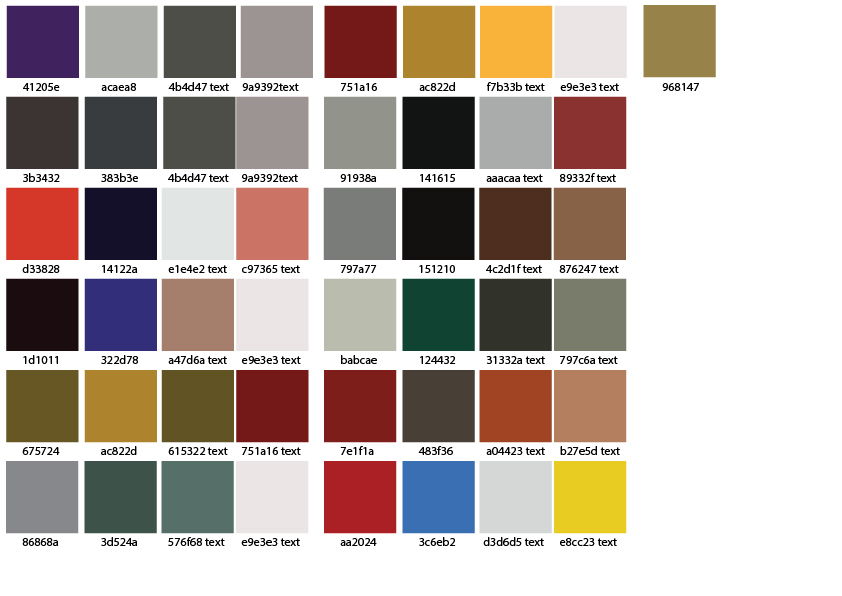 41205e acaea8 4b4d47 text 9a9392text 751a16 ac822d f7b33b text e9e3e3 text 968147
3b3432 383b3e 4b4d47 text 9a9392text 91938a 141615 aaacaa text 89332f text
d33828 14122a e1e4e2 text c97365 text 797a77 151210 4c2d1f text 876247 text
1d1011 322d78 a47d6a text e9e3e3 text babcae 124432 31332a text 797c6a text
675724 ac822d 615322 text 751a16 text 7e1f1a 483f36 a04423 text b27e5d text
86868a 3d524a 576f68 text e9e3e3 text aa2024 3c6eb2 d3d6d5 text e8cc23 text